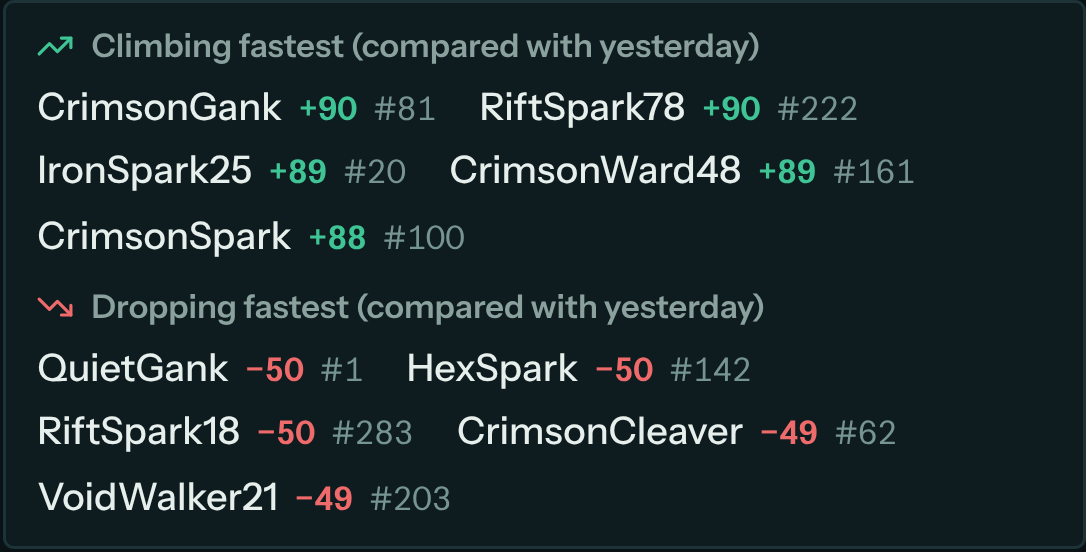 Climbing fastest (compared with yesterday)
CrimsonGank +90 #81 RiftSpark78 +90 #222
IronSpark25 +89 #20 CrimsonWard48 +89 #161
CrimsonSpark +88 #100
Dropping fastest (compared with yesterday)
QuietGank −50 #1 HexSpark −50 #142
RiftSpark18 −50 #283 CrimsonCleaver −49 #62
VoidWalker21 −49 #203